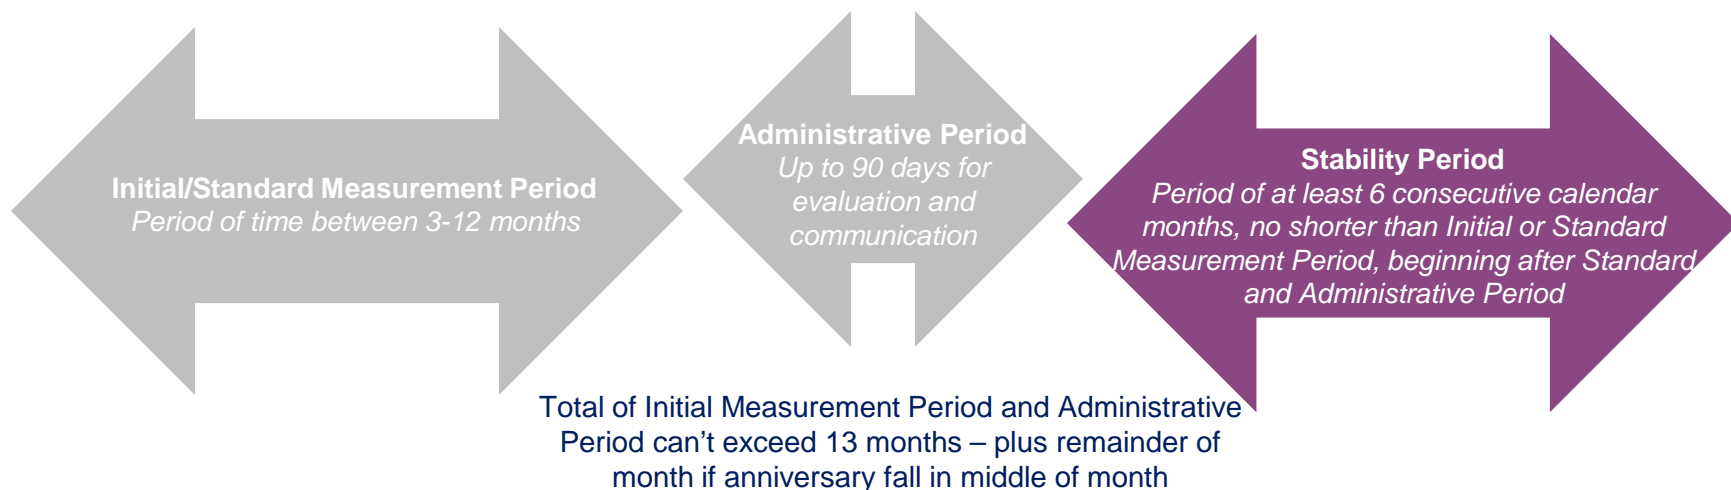 Initial/Standard Measurement Period
Period of time between 3-12 months
Administrative Period
Up to 90 days for
evaluation and
communication
Stability Period
Period of at least 6 consecutive calendar
months, no shorter than Initial or Standard
Measurement Period, beginning after Standard
and Administrative Period
Total of Initial Measurement Period and Administrative
Period can’t exceed 13 months – plus remainder of
month if anniversary fall in middle of month